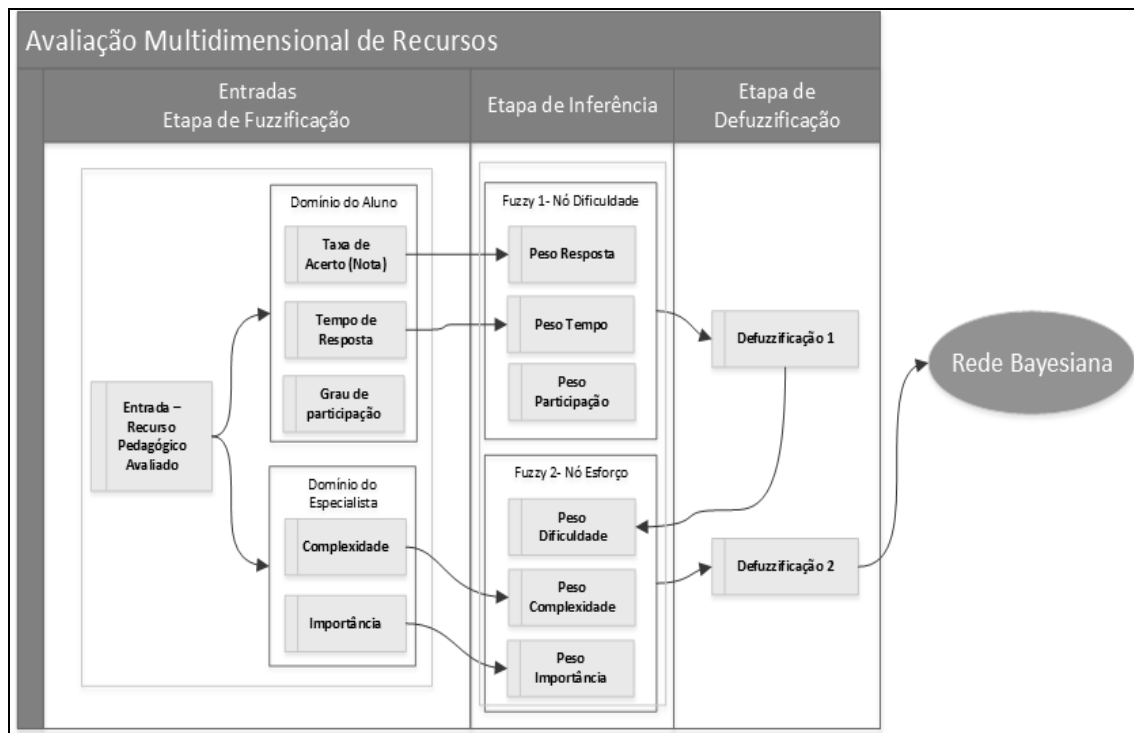 Avaliação Multidimensional de Recursos
Entradas
Etapa de Fuzzificação
Etapa de Inferência
Etapa de
Defuzzificação
Domínio do Aluno
Taxa de
Acerto (Nota)
Tempo de
Resposta
Grau de
participação
Entrada –
Recurso
Pedagógico
Avaliado
Domínio do
Especialista
Complexidade
Importância
Fuzzy 1- Nó Dificuldade
Peso Resposta
Peso Tempo
Peso
Participação
Fuzzy 2- Nó Esforço
Peso
Dificuldade
Peso
Complexidade
Peso
Importância
Defuzzificação 1
Defuzzificação 2
Rede Bayesiana